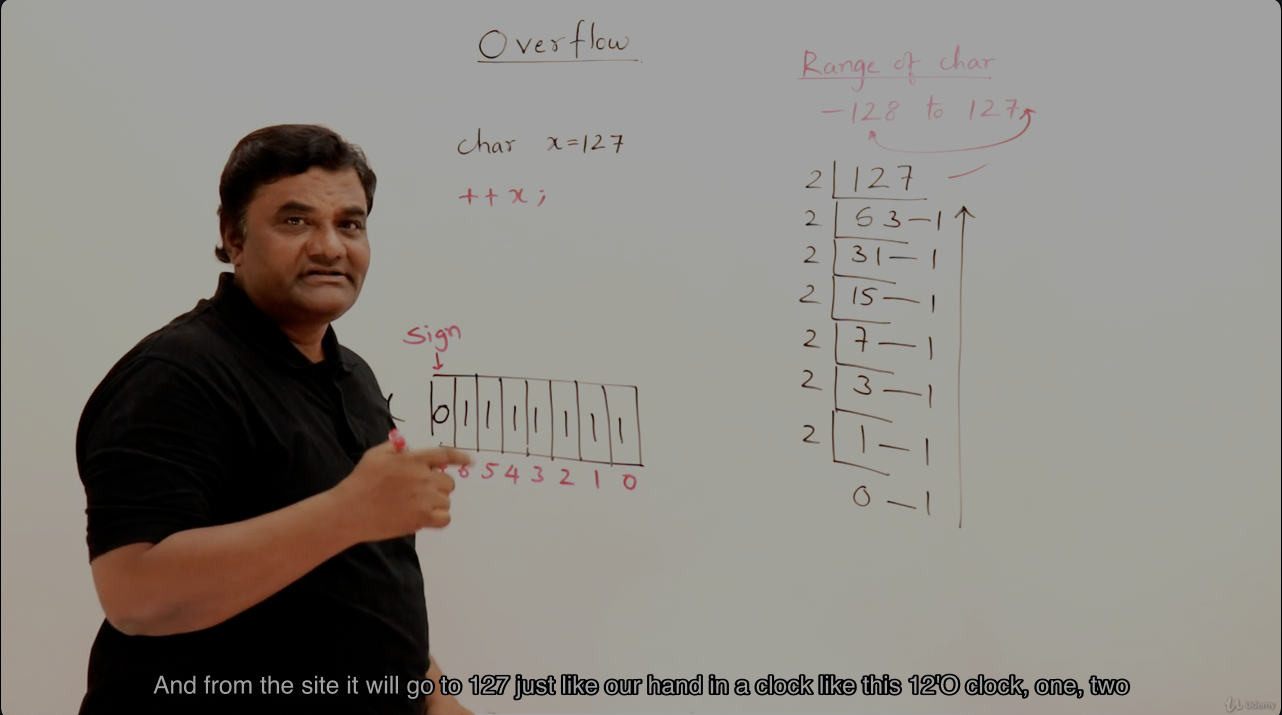 Overflow
Range of char
-128 to 127
char x=127
++x;
2 127
2 63-1
2 31-1
2 15-1
2 7-1
2 3-1
2 1-1
0-1
Sign
0 1 1 1 1 1 1 1
6 5 4 3 2 1 0
And from the site it will go to 127 just like our hand in a clock like this 12'O clock, one, two
Udemy